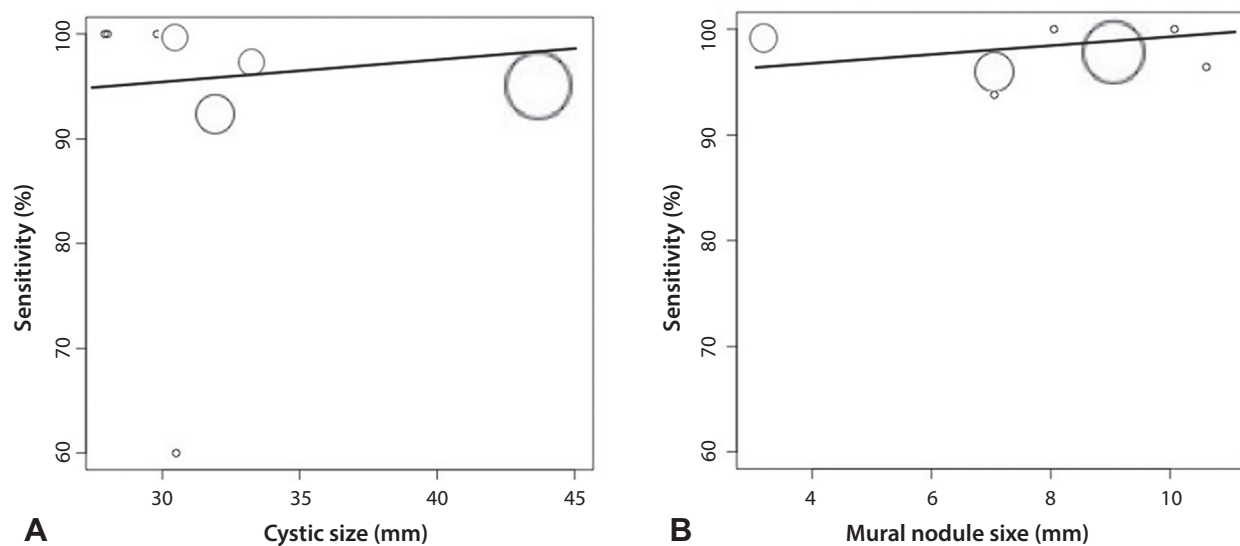 100
90
80
70
60
Sensitivity (%)
30 35 40 45
Cystic size (mm)
A
100
90
80
70
60
Sensitivity (%)
4 6 8 10
Mural nodule sixe (mm)
B